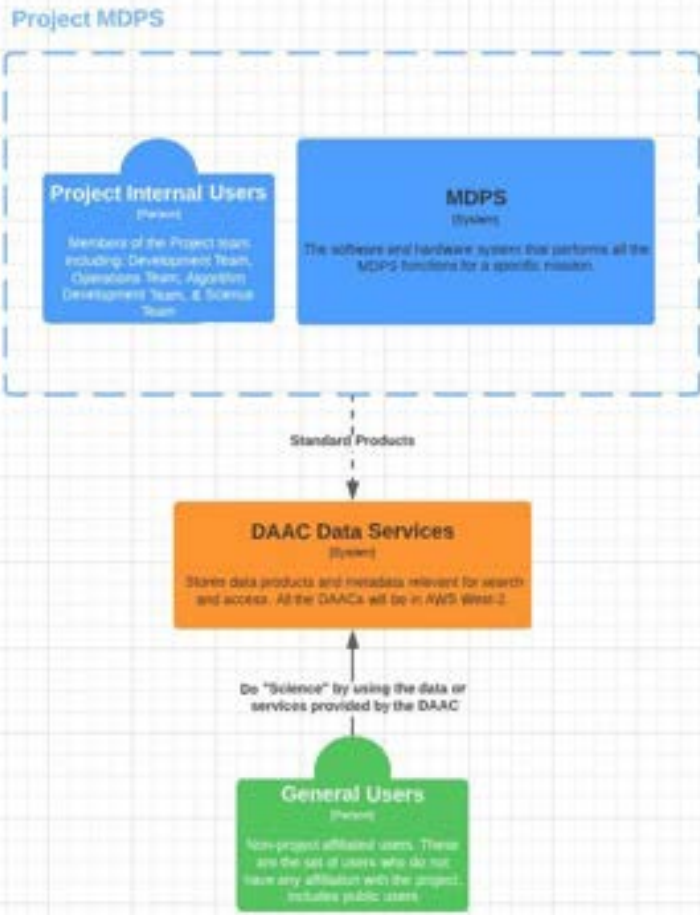 Project MDPS
Project Internal Users
[Person]
Members of the Project team
including: Development Team,
Operations Team, Algorithm
Development Team, & Science
Team
MDPS
[System]
The software and hardware system that performs all the
MDPS functions for a specific mission.
Standard Products
DAAC Data Services
[System]
Stores data products and metadata relevant for search
and access. All the DAACs will be in AWS West-2.
Do "Science" by using the data or
services provided by the DAAC
General Users
[Person]
Non-project affiliated users. These
are the set of users who do not
have any affiliation with the project,
includes public users